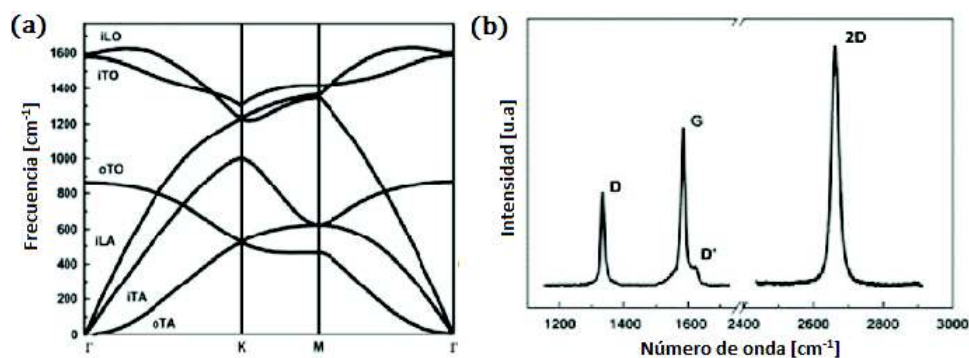 (a)
Frecuencia [cm⁻¹]
1600
1400
1200
1000
800
600
400
200
0
iLO
iTO
oTO
iLA
iTA
oTA
Γ
K
M
Γ
(b)
Intensidad [u.a]
D
G
D'
2D
1200
1400
1600
2400
2600
2800
3000
Número de onda [cm⁻¹]